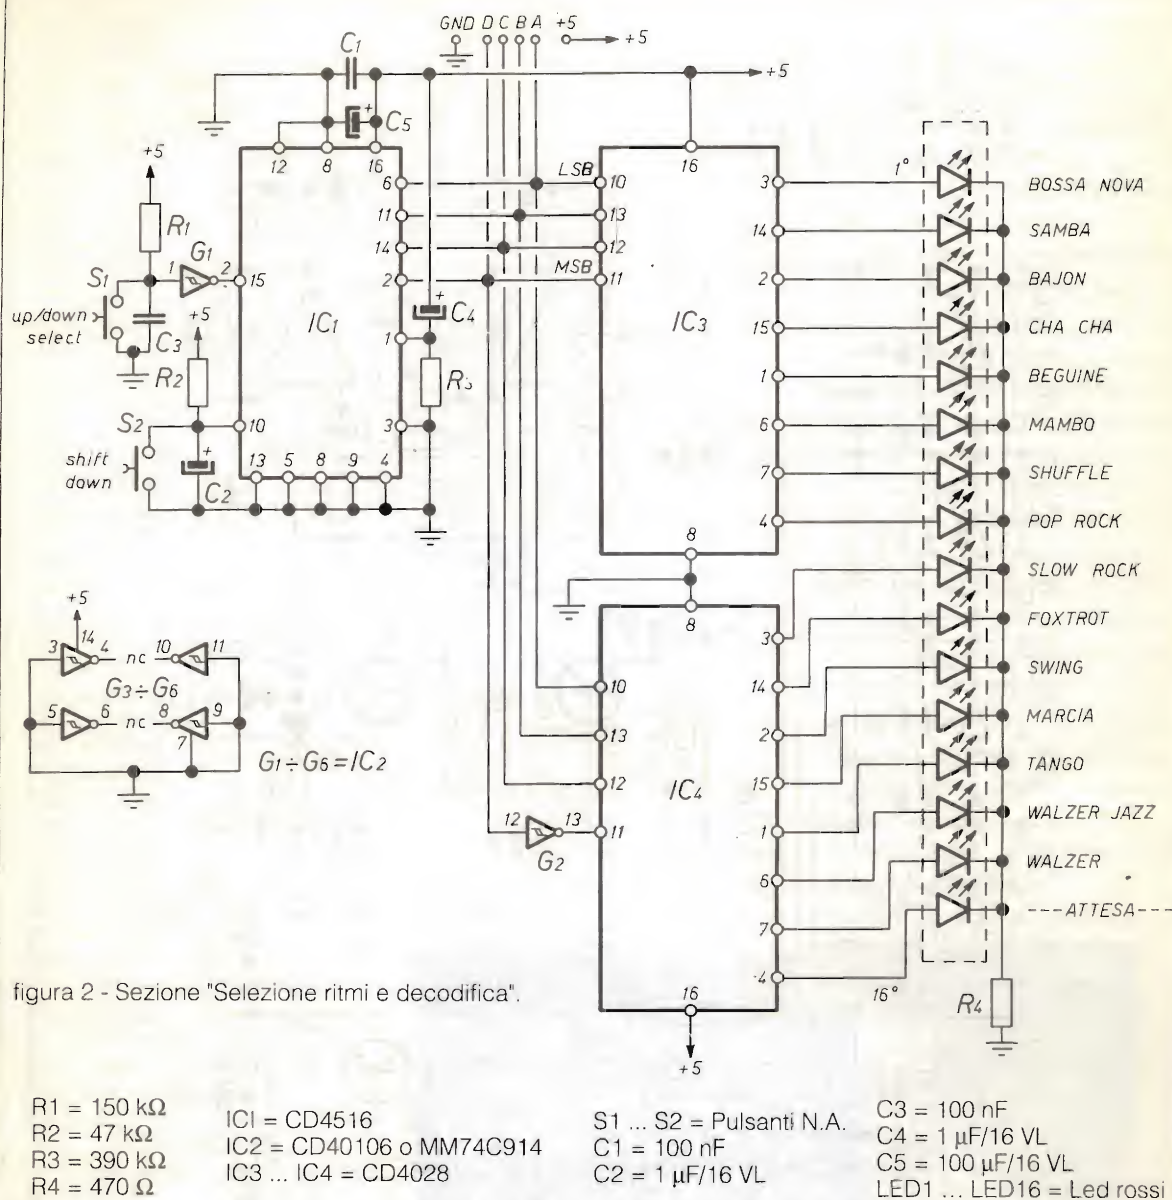 GND D C B A +5
+5
C1
+5
+5
C5
12 8 16
16
R1
1 G1 2
15
S1
up/down
select
C3
+5
R2
S2
shift
down
10
C2
13 5 8 9 4
IC1
6
11
14
2
1
3
C4
R3
LSB
MSB
10
13
12
11
IC3
8
3
14
2
15
1
6
7
4
1°
BOSSA NOVA
SAMBA
BAJON
CHA CHA
BEGUINE
MAMBO
SHUFFLE
POP ROCK
SLOW ROCK
FOXTROT
SWING
MARCIA
TANGO
WALZER JAZZ
WALZER
---ATTESA---
+5
3 14 4 nc 10 11
G3÷G6
5 6 nc 8 9
7
G1÷G6=IC2
8
10
13
12
12 13
G2
11
IC4
3
14
2
15
1
6
7
4
16
+5
16°
R4
figura 2 - Sezione "Selezione ritmi e decodifica".
R1 = 150 kΩ
R2 = 47 kΩ
R3 = 390 kΩ
R4 = 470 Ω
ICI = CD4516
IC2 = CD40106 o MM74C914
IC3 ... IC4 = CD4028
S1 ... S2 = Pulsanti N.A.
C1 = 100 nF
C2 = 1 µF/16 VL
C3 = 100 nF
C4 = 1 µF/16 VL
C5 = 100 µF/16 VL
LED1 ... LED16 = Led rossi